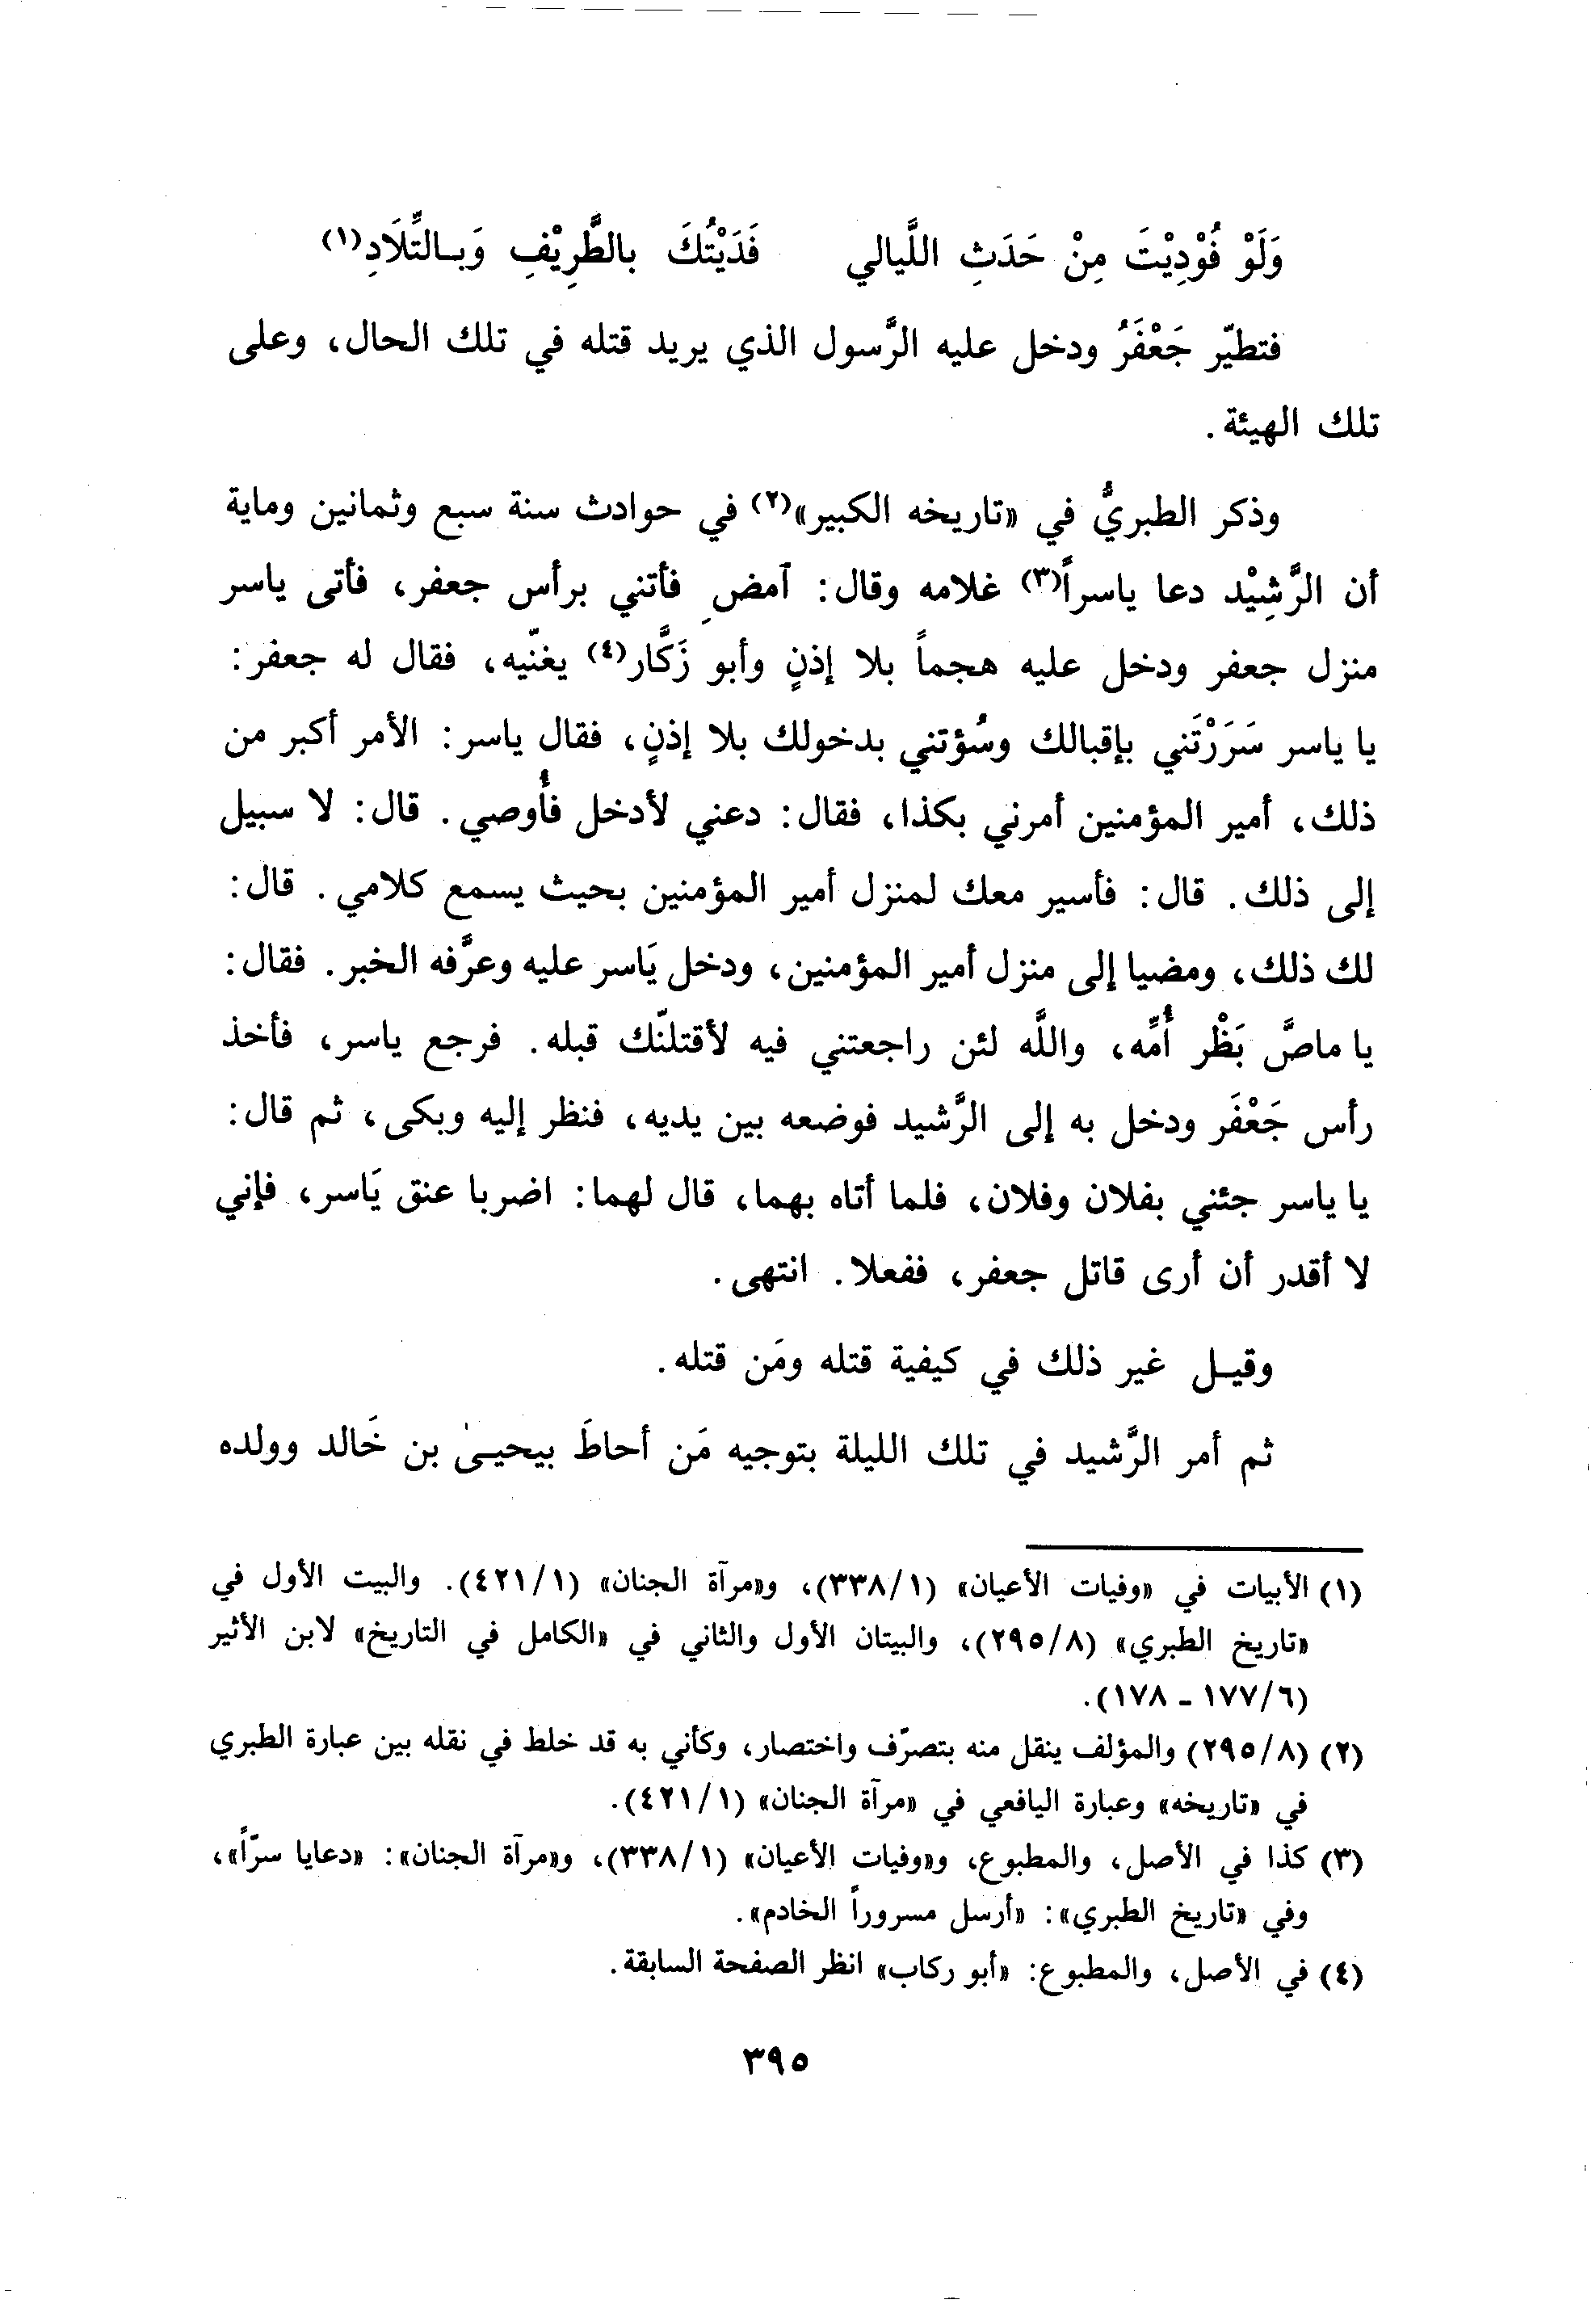 وَلَوْ فُوْدِيْتَ مِنْ حَدَثِ اللَّيالي فَدَيْتُكَ بالطَّرِيْفِ وَبالتِّلَادِ(١)
فتطيّر جَعْفَرُ ودخل عليه الرَّسول الذي يريد قتله في تلك الحال، وعلى
تلك الهيئة.
وذكر الطبريُّ في «تاريخه الكبير»(٢) في حوادث سنة سبع وثمانين وماية
أن الرَّشِيْد دعا ياسراً(٣) غلامه وقال: آمضِ فأتني برأس جعفر، فأتى ياسر
منزل جعفر ودخل عليه هجماً بلا إذنٍ وأبو زَكَّار(٤) يغنّيه، فقال له جعفر:
يا ياسر سَرَرْتَني بإقبالك وسُؤتني بدخولك بلا إذنٍ، فقال ياسر: الأمر أكبر من
ذلك، أمير المؤمنين أمرني بكذا، فقال: دعني لأدخل فأُوصي. قال: لا سبيل
إلى ذلك. قال: فأسير معك لمنزل أمير المؤمنين بحيث يسمع كلامي. قال:
لك ذلك، ومضيا إلى منزل أمير المؤمنين، ودخل يَاسر عليه وعرَّفه الخبر. فقال:
يا ماصَّ بَظْر أُمِّه، واللَّه لئن راجعتني فيه لأقتلنّك قبله. فرجع ياسر، فأخذ
رأس جَعْفَر ودخل به إلى الرَّشيد فوضعه بين يديه، فنظر إليه وبكى، ثم قال:
يا ياسر جئني بفلان وفلان، فلما أتاه بهما، قال لهما: اضربا عنق يَاسر، فإني
لا أقدر أن أرى قاتل جعفر، ففعلا. انتهى.
وقيل غير ذلك في كيفية قتله ومَن قتله.
ثم أمر الرَّشيد في تلك الليلة بتوجيه مَن أحاطَ بيحيىٰ بن خَالد وولده
(١) الأبيات في «وفيات الأعيان» (٣٣٨/١)، و«مرآة الجنان» (٤٢١/١). والبيت الأول في
«تاريخ الطبري» (٢٩٥/٨)، والبيتان الأول والثاني في «الكامل في التاريخ» لابن الأثير
(١٧٧/٦ - ١٧٨).
(٢) (٢٩٥/٨) والمؤلف ينقل منه بتصرّف واختصار، وكأني به قد خلط في نقله بين عبارة الطبري
في «تاريخه» وعبارة اليافعي في «مرآة الجنان» (٤٢١/١).
(٣) كذا في الأصل، والمطبوع، و«وفيات الأعيان» (٣٣٨/١)، و«مرآة الجنان»: «دعايا سرّاً»،
وفي «تاريخ الطبري»: «أرسل مسروراً الخادم».
(٤) في الأصل، والمطبوع: «أبو ركاب» انظر الصفحة السابقة.
٣٩٥